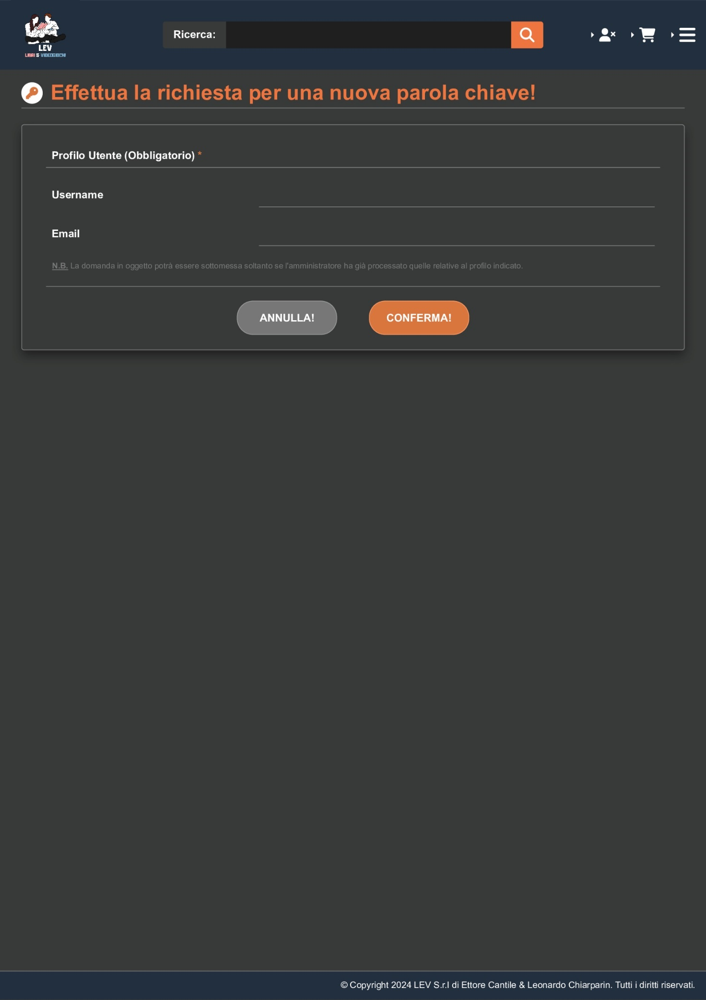 LEV
LIBRI & VIDEOGIOCHI
Ricerca:
Effettua la richiesta per una nuova parola chiave!
Profilo Utente (Obbligatorio) *
Username
Email
N.B. La domanda in oggetto potrà essere sottomessa soltanto se l'amministratore ha già processato quelle relative al profilo indicato.
ANNULLA! CONFERMA!
© Copyright 2024 LEV S.r.l di Ettore Cantile & Leonardo Chiarparin. Tutti i diritti riservati.